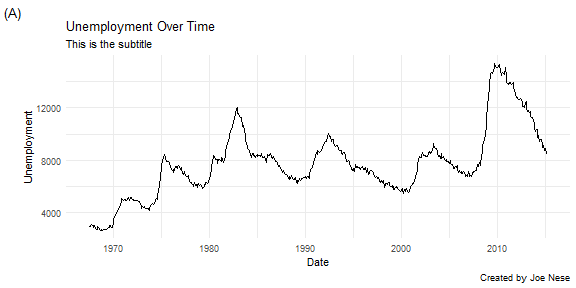 (A)
Unemployment Over Time
This is the subtitle
Unemployment
12000
8000
4000
1970
1980
1990
2000
2010
Date
Created by Joe Nese